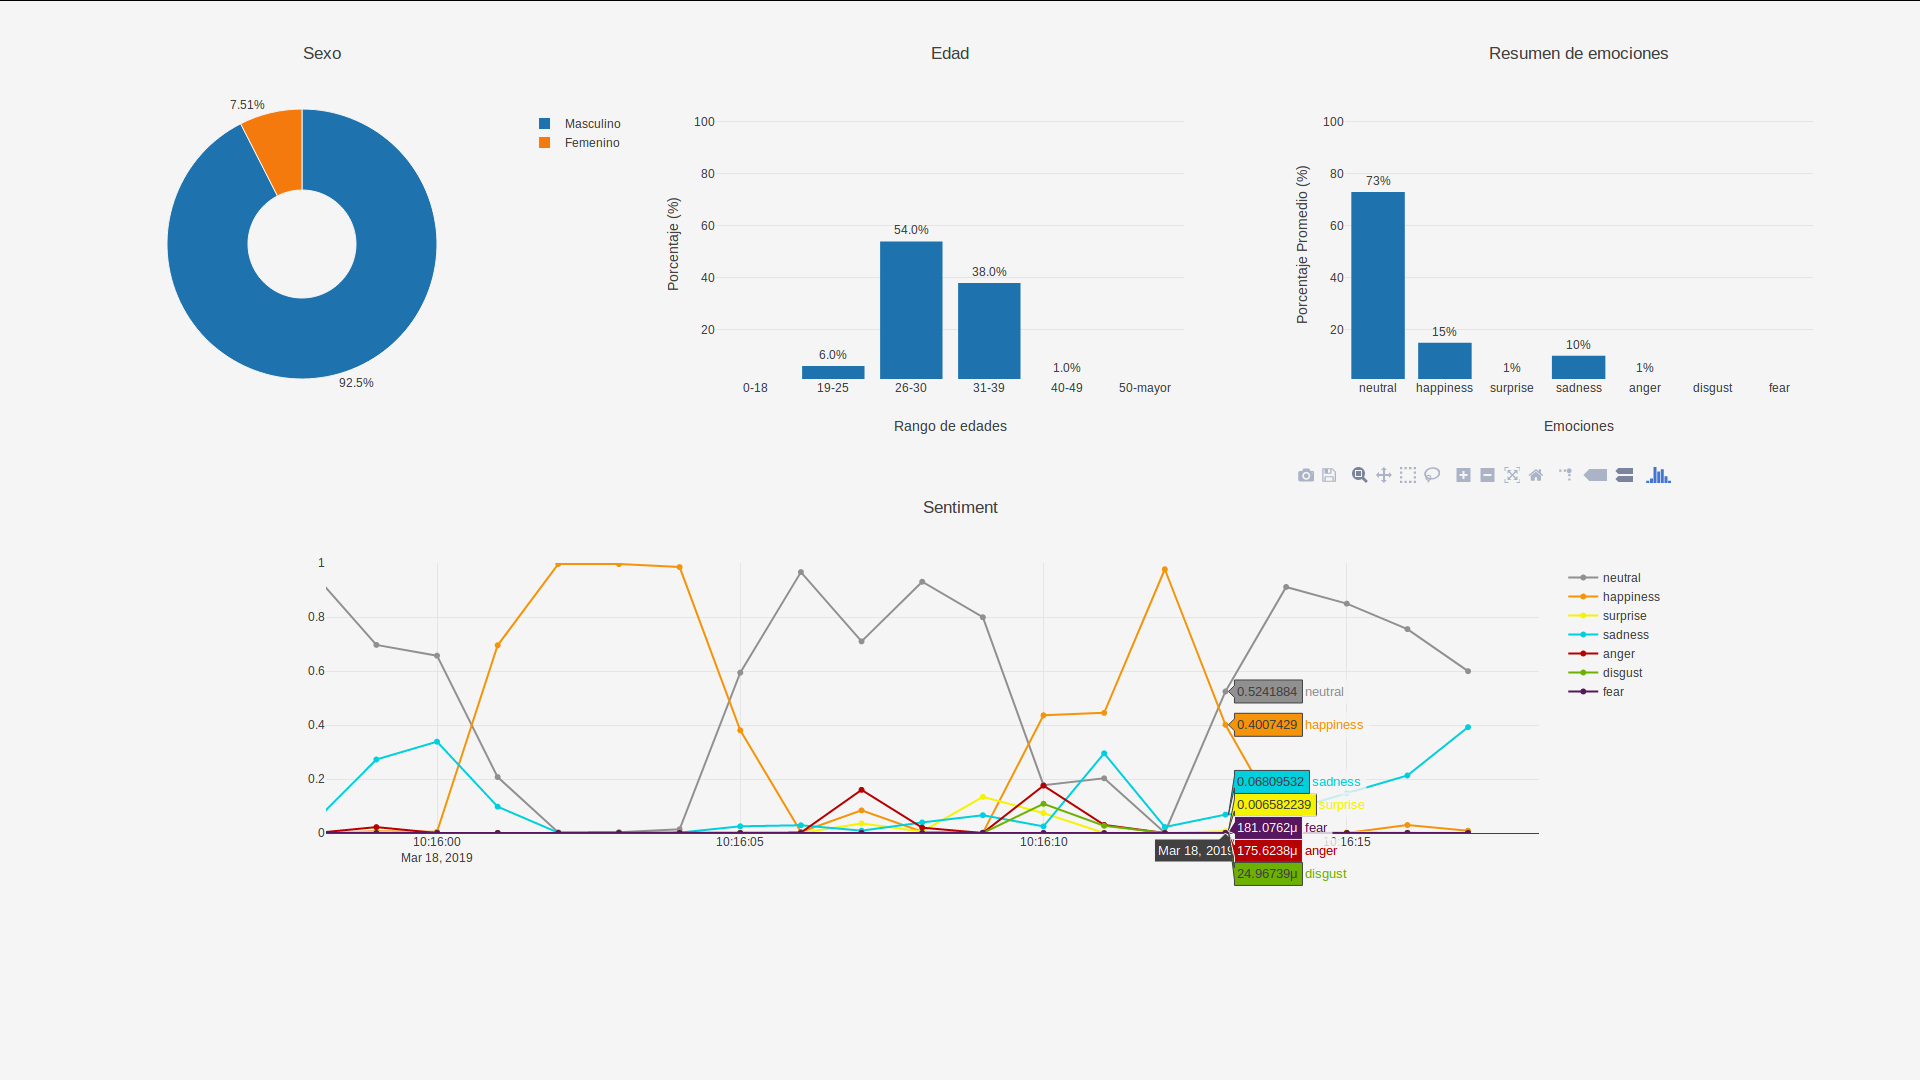 Sexo
7.51%
92.5%
Masculino
Femenino
Edad
Porcentaje (%)
100
80
60
40
20
6.0%
54.0%
38.0%
1.0%
0-18
19-25
26-30
31-39
40-49
50-mayor
Rango de edades
Resumen de emociones
Porcentaje Promedio (%)
100
80
60
40
20
73%
15%
1%
10%
1%
neutral
happiness
surprise
sadness
anger
disgust
fear
Emociones
Sentiment
1
0.8
0.6
0.4
0.2
0
10:16:00
Mar 18, 2019
10:16:05
10:16:10
10:16:15
Mar 18, 2019
0.5241884 neutral
0.4007429 happiness
0.06809532 sadness
0.006582239 surprise
181.0762μ fear
175.6238μ anger
24.96739μ disgust
neutral
happiness
surprise
sadness
anger
disgust
fear